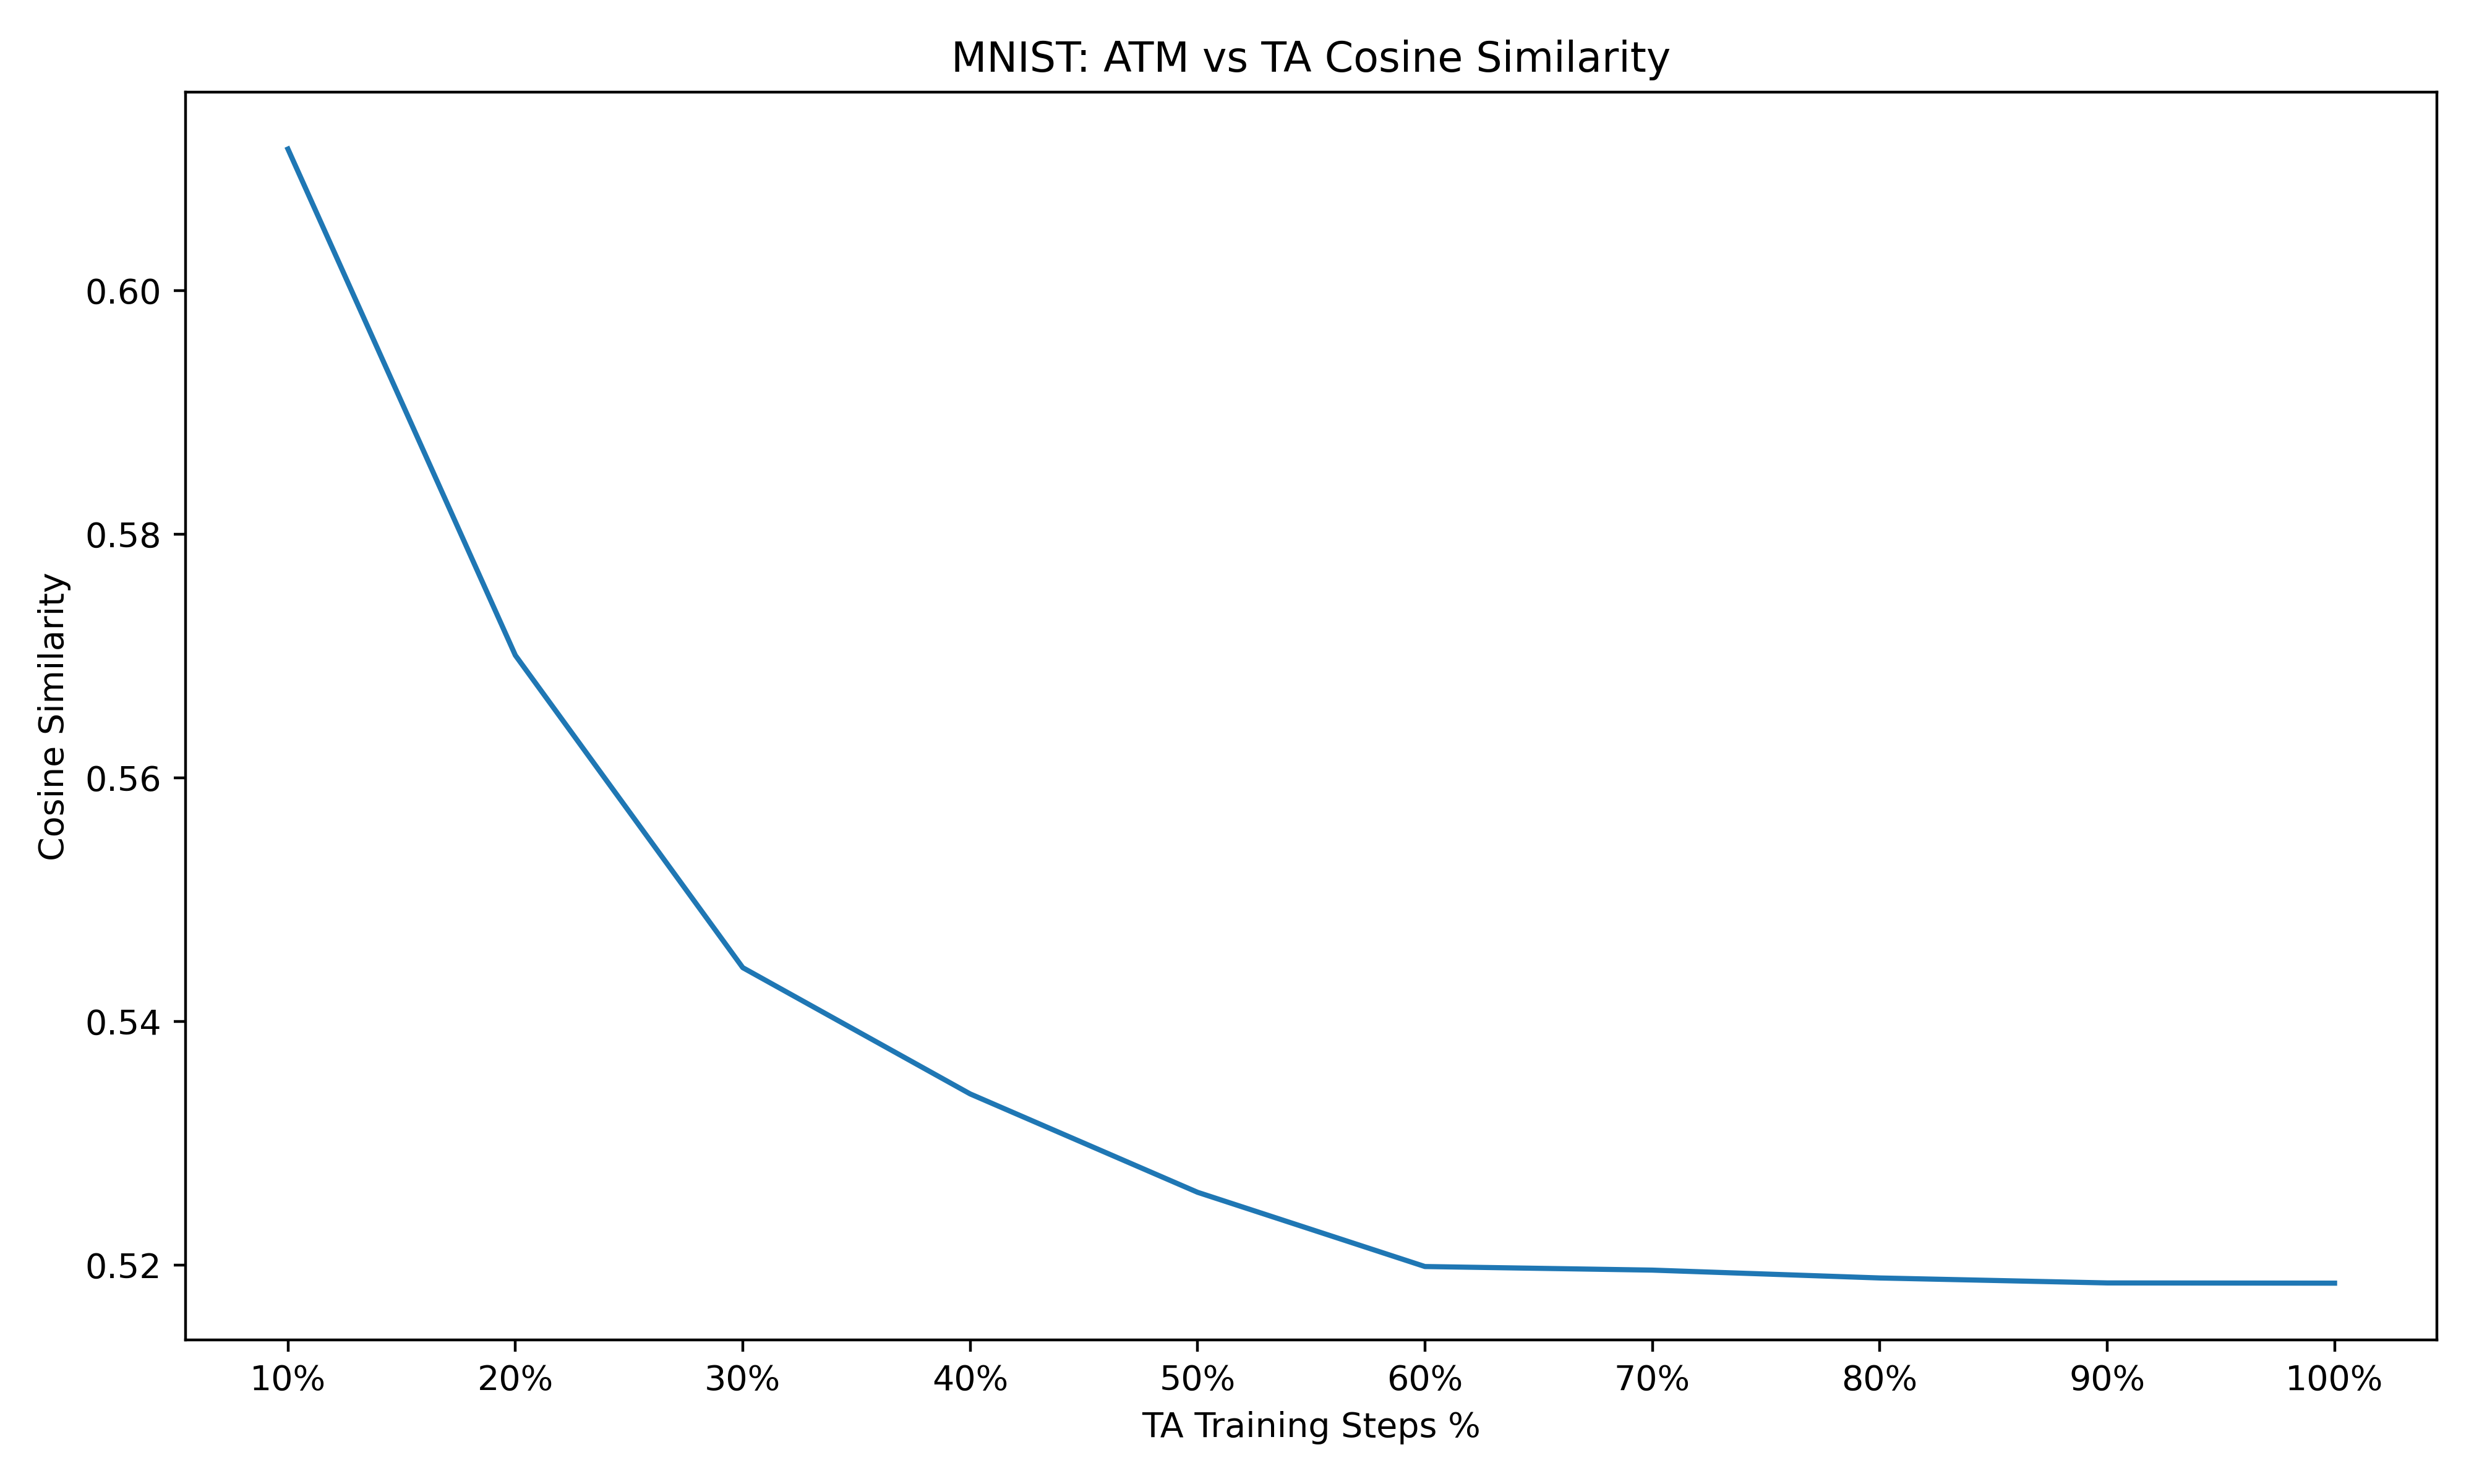 MNIST: ATM vs TA Cosine Similarity
Cosine Similarity
0.60
0.58
0.56
0.54
0.52
10% 20% 30% 40% 50% 60% 70% 80% 90% 100%
TA Training Steps %